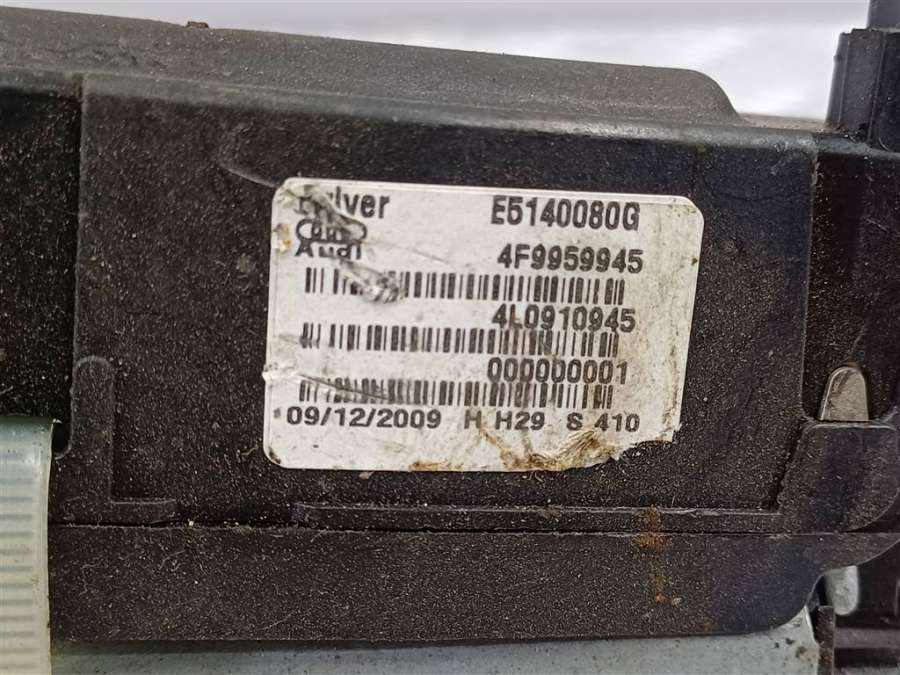 E5140080G
Audi 4F9959945
4L0910945
000000001
09/12/2009 H H29 S 410